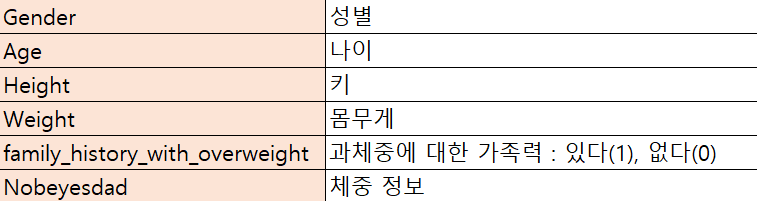 Gender 성별
Age 나이
Height 키
Weight 몸무게
family_history_with_overweight 과체중에 대한 가족력 : 있다(1), 없다(0)
Nobeyesdad 체중 정보